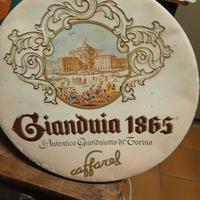 Gianduia 1865
L'Autentico Gianduiotto di Torino
caffarel